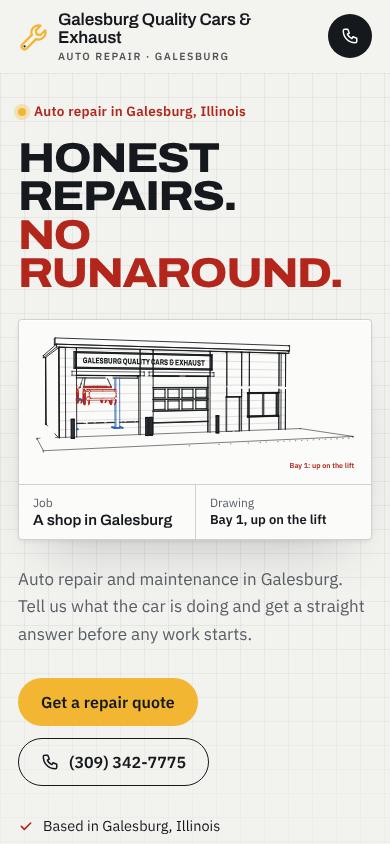 Galesburg Quality Cars &
Exhaust
AUTO REPAIR · GALESBURG
Auto repair in Galesburg, Illinois
HONEST
REPAIRS.
NO
RUNAROUND.
GALESBURG QUALITY CARS & EXHAUST
Bay 1: up on the lift
Job
A shop in Galesburg
Drawing
Bay 1, up on the lift
Auto repair and maintenance in Galesburg.
Tell us what the car is doing and get a straight
answer before any work starts.
Get a repair quote
(309) 342-7775
Based in Galesburg, Illinois